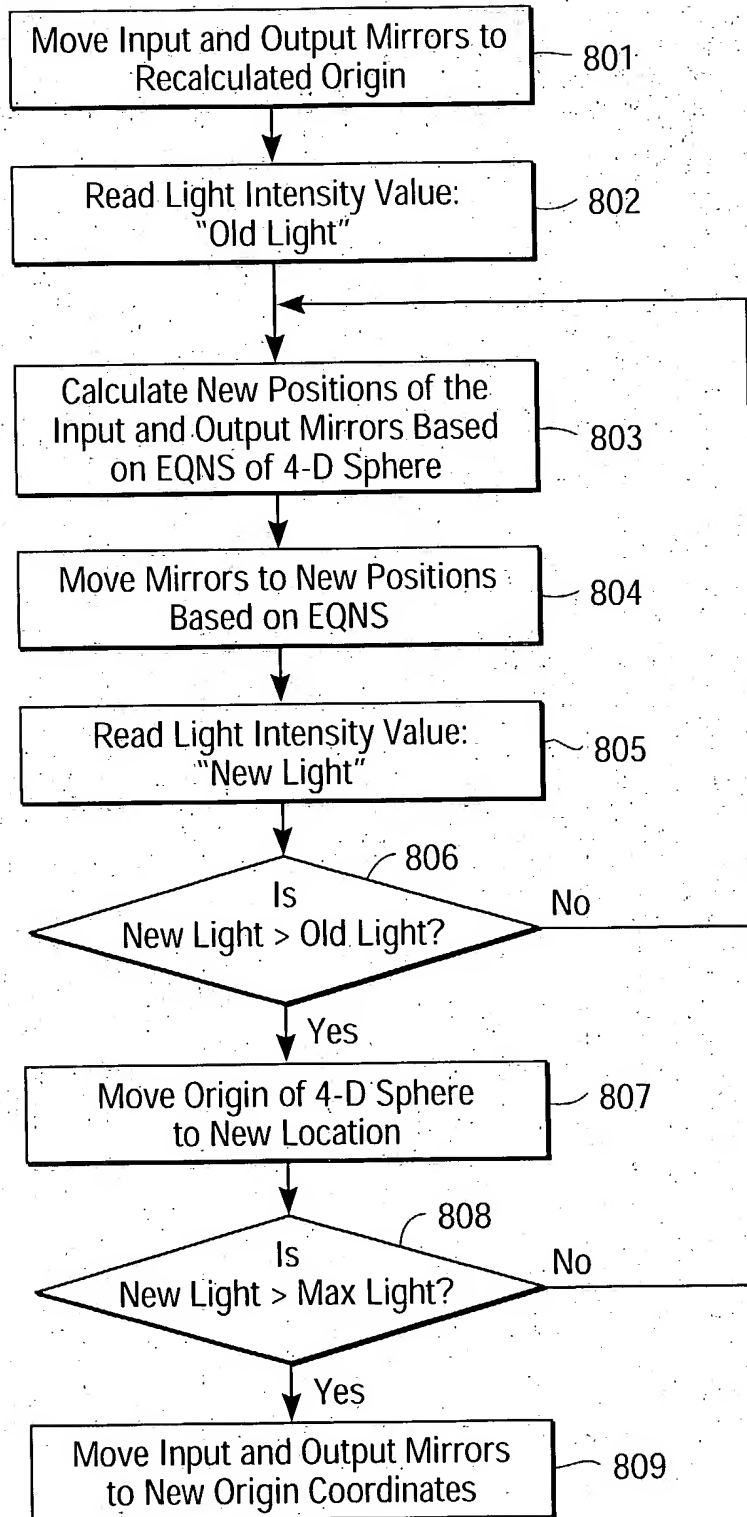 Move Input and Output Mirrors to
Recalculated Origin
801
Read Light Intensity Value:
"Old Light"
802
Calculate New Positions of the
Input and Output Mirrors Based
on EQNS of 4-D Sphere
803
Move Mirrors to New Positions
Based on EQNS
804
Read Light Intensity Value:
"New Light"
805
806
Is
New Light > Old Light?
No
Yes
Move Origin of 4-D Sphere
to New Location
807
808
Is
New Light > Max Light?
No
Yes
Move Input and Output Mirrors
to New Origin Coordinates
809